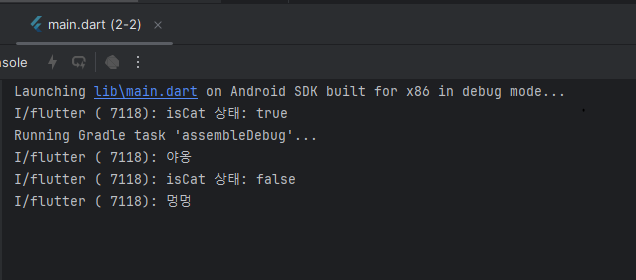 main.dart (2-2)
nsole
Launching lib\main.dart on Android SDK built for x86 in debug mode...
I/flutter ( 7118): isCat 상태: true
Running Gradle task 'assembleDebug'...
I/flutter ( 7118): 야옹
I/flutter ( 7118): isCat 상태: false
I/flutter ( 7118): 멍멍